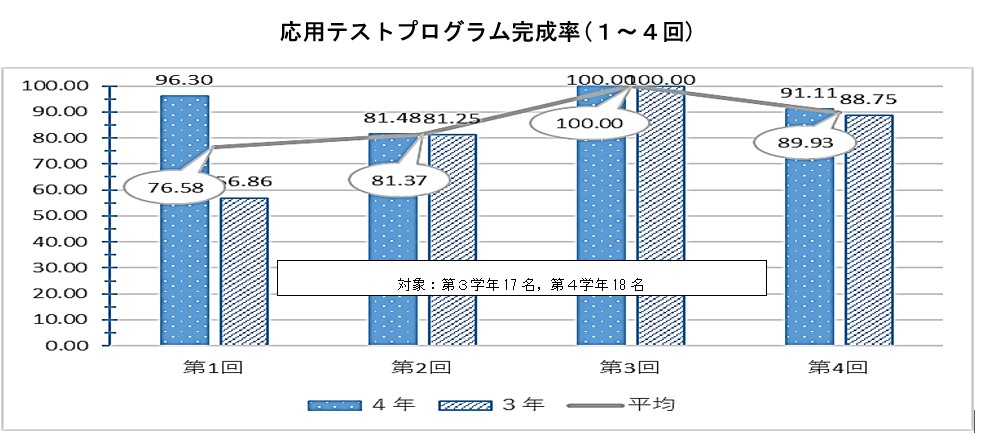 応用テストプログラム完成率(１～４回)
100.00
90.00
80.00
70.00
60.00
50.00
40.00
30.00
20.00
10.00
0.00
96.30
76.58
56.86
81.48
81.25
81.37
100.00
100.00
100.00
91.11
88.75
89.93
対象：第３学年17名，第４学年18名
第1回
第2回
第3回
第4回
４年
３年
平均